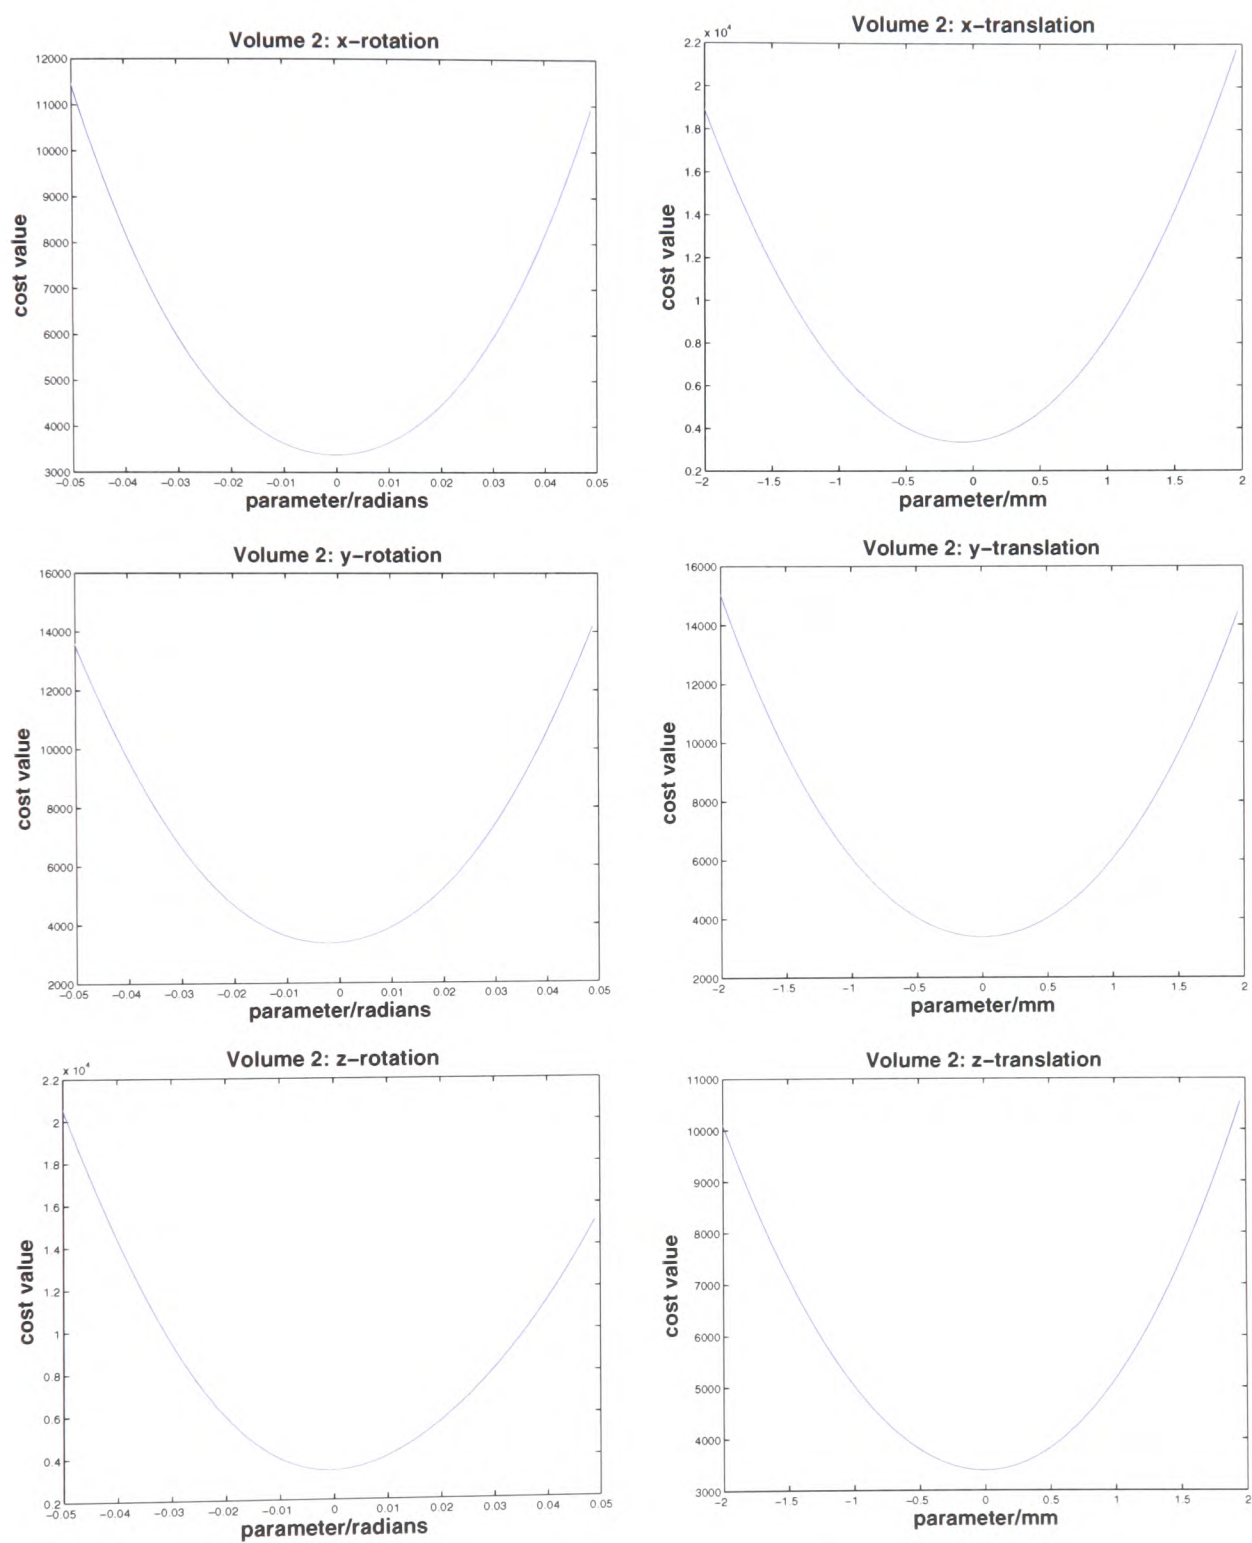 Volume 2: x−rotation
12000
11000
10000
9000
8000
7000
6000
5000
4000
3000
cost value
−0.05 −0.04 −0.03 −0.02 −0.01 0 0.01 0.02 0.03 0.04 0.05
parameter/radians
Volume 2: x−translation
x 10^4
2.2
2
1.8
1.6
1.4
1.2
1
0.8
0.6
0.4
0.2
cost value
−2 −1.5 −1 −0.5 0 0.5 1 1.5 2
parameter/mm
Volume 2: y−rotation
16000
14000
12000
10000
8000
6000
4000
2000
cost value
−0.05 −0.04 −0.03 −0.02 −0.01 0 0.01 0.02 0.03 0.04 0.05
parameter/radians
Volume 2: y−translation
16000
14000
12000
10000
8000
6000
4000
2000
cost value
−2 −1.5 −1 −0.5 0 0.5 1 1.5 2
parameter/mm
Volume 2: z−rotation
x 10^4
2.2
2
1.8
1.6
1.4
1.2
1
0.8
0.6
0.4
0.2
cost value
−0.05 −0.04 −0.03 −0.02 −0.01 0 0.01 0.02 0.03 0.04 0.05
parameter/radians
Volume 2: z−translation
11000
10000
9000
8000
7000
6000
5000
4000
3000
cost value
−2 −1.5 −1 −0.5 0 0.5 1 1.5 2
parameter/mm